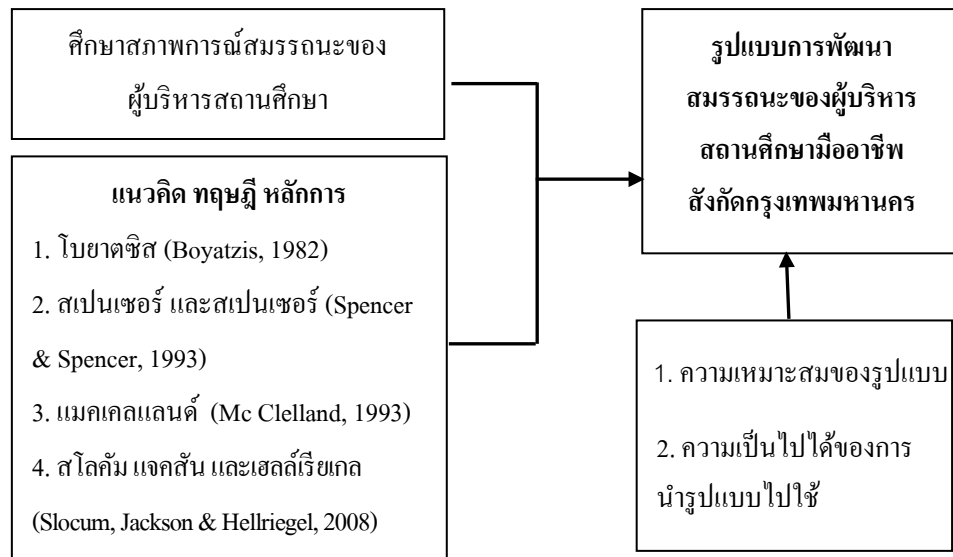 ศึกษาสภาพการณ์สมรรถนะของ
ผู้บริหารสถานศึกษา
แนวคิด ทฤษฎี หลักการ
1. โบยาตซิส (Boyatzis, 1982)
2. สเปนเซอร์ และสเปนเซอร์ (Spencer
& Spencer, 1993)
3. แมคเคลแลนด์ (Mc Clelland, 1993)
4. สโลคัม แจคสัน และเฮลล์เรียเกล
(Slocum, Jackson & Hellriegel, 2008)
รูปแบบการพัฒนา
สมรรถนะของผู้บริหาร
สถานศึกษามืออาชีพ
สังกัดกรุงเทพมหานคร
1. ความเหมาะสมของรูปแบบ
2. ความเป็นไปได้ของการ
นำรูปแบบไปใช้